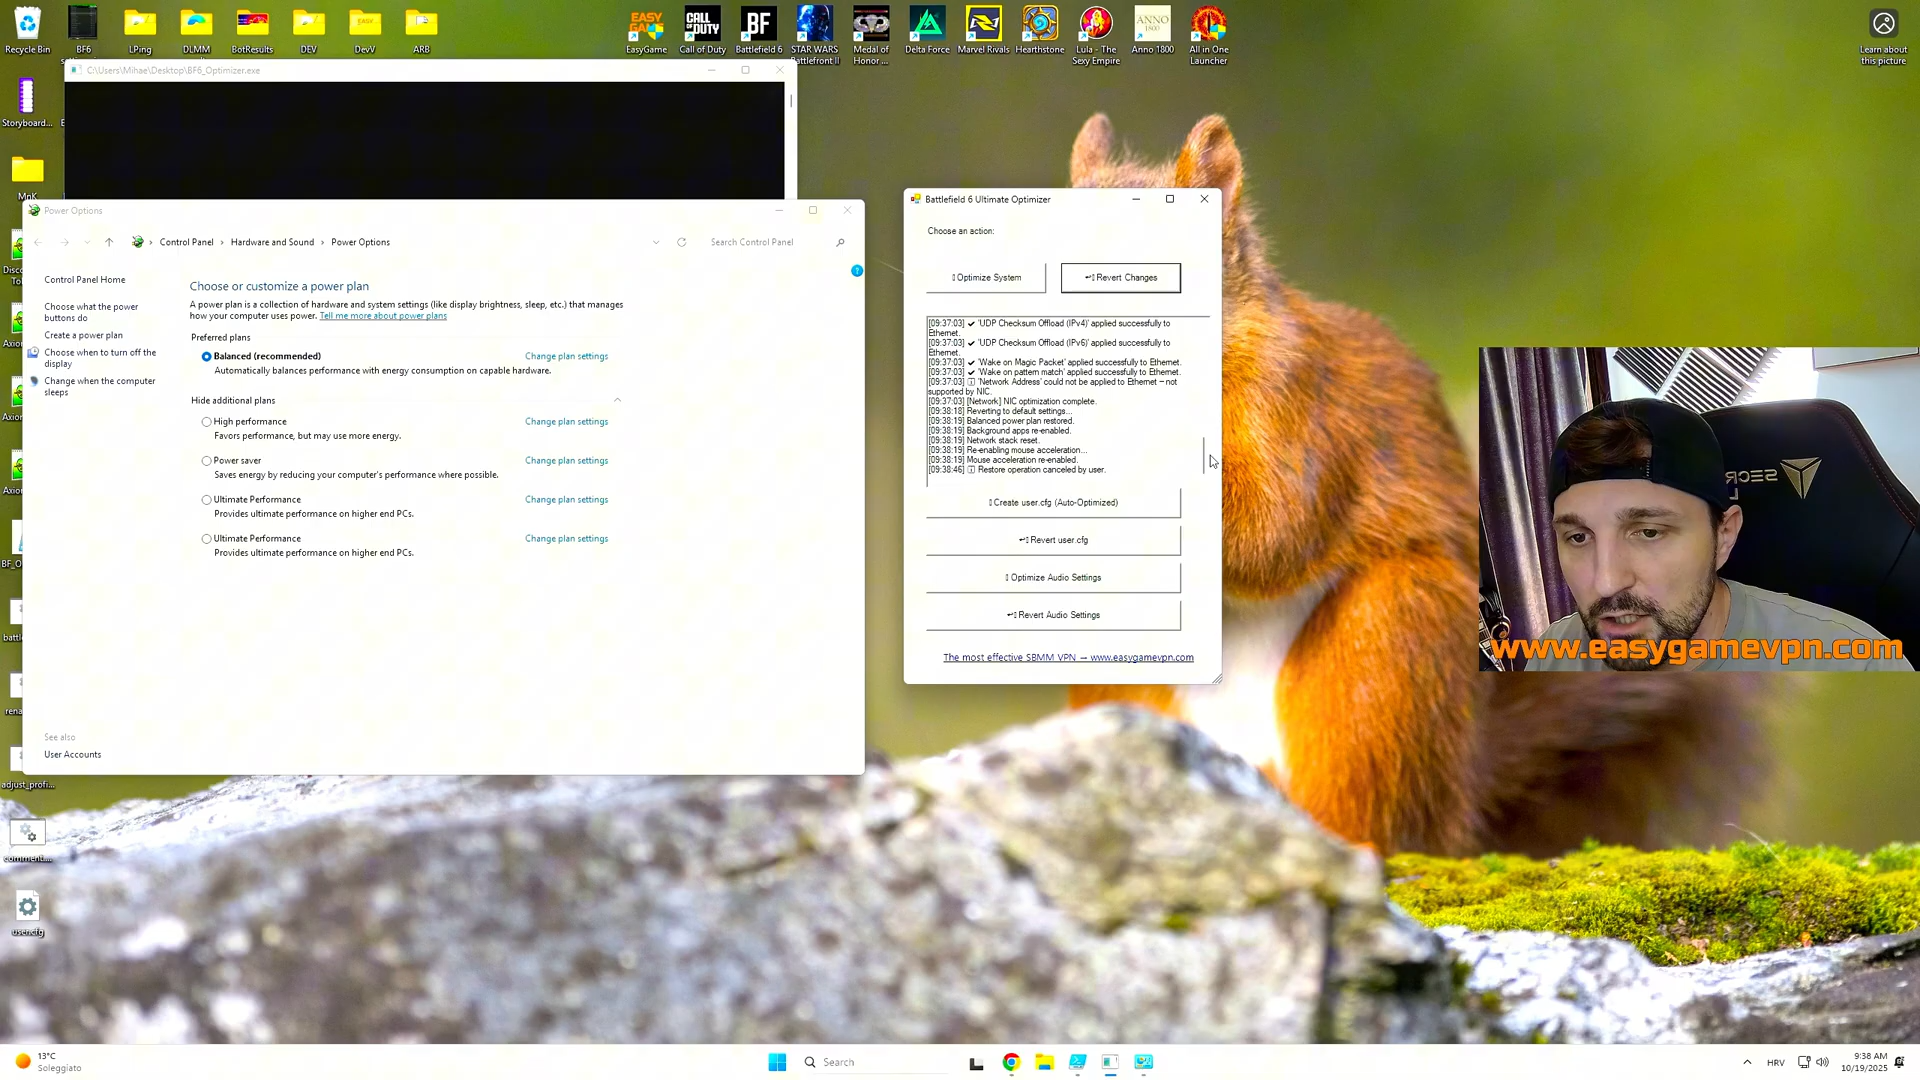 Recycle Bin
BF6
LPing
DLMM
BotResults
DEV
DevV
ARB
EasyGame
Call of Duty
Battlefield 6
STAR WARS
Battlefront II
Medal of
Honor ...
Delta Force
Marvel Rivals
Hearthstone
Lula - The
Sexy Empire
Anno 1800
All in One
Launcher
Learn about
this picture
C:\Users\Mihae\Desktop\BF6_Optimizer.exe
Storyboard...
MnK
Power Options
Control Panel › Hardware and Sound › Power Options
Search Control Panel
Control Panel Home
Choose what the power
buttons do
Create a power plan
Choose when to turn off the
display
Change when the computer
sleeps
See also
User Accounts
Choose or customize a power plan
A power plan is a collection of hardware and system settings (like display brightness, sleep, etc.) that manages
how your computer uses power. Tell me more about power plans
Preferred plans
Balanced (recommended)
Change plan settings
Automatically balances performance with energy consumption on capable hardware.
Hide additional plans
High performance
Change plan settings
Favors performance, but may use more energy.
Power saver
Change plan settings
Saves energy by reducing your computer's performance where possible.
Ultimate Performance
Change plan settings
Provides ultimate performance on higher end PCs.
Ultimate Performance
Change plan settings
Provides ultimate performance on higher end PCs.
Battlefield 6 Ultimate Optimizer
Choose an action:
Optimize System
Revert Changes
[09:37:03] ✔ 'UDP Checksum Offload (IPv4)' applied successfully to
Ethernet.
[09:37:03] ✔ 'UDP Checksum Offload (IPv6)' applied successfully to
Ethernet.
[09:37:03] ✔ 'Wake on Magic Packet' applied successfully to Ethernet.
[09:37:03] ✔ 'Wake on pattern match' applied successfully to Ethernet.
[09:37:03] 'Network Address' could not be applied to Ethernet – not
supported by NIC.
[09:37:03] [Network] NIC optimization complete.
[09:38:18] Reverting to default settings...
[09:38:19] Balanced power plan restored.
[09:38:19] Background apps re-enabled.
[09:38:19] Network stack reset.
[09:38:19] Re-enabling mouse acceleration...
[09:38:19] Mouse acceleration re-enabled.
[09:38:46] Restore operation canceled by user.
Create user.cfg (Auto-Optimized)
Revert user.cfg
Optimize Audio Settings
Revert Audio Settings
The most effective SBMM VPN – www.easygamevpn.com
www.easygamevpn.com
adjust_profi...
comment...
user.cfg
13°C
Soleggiato
Search
HRV
9:38 AM
10/19/2025